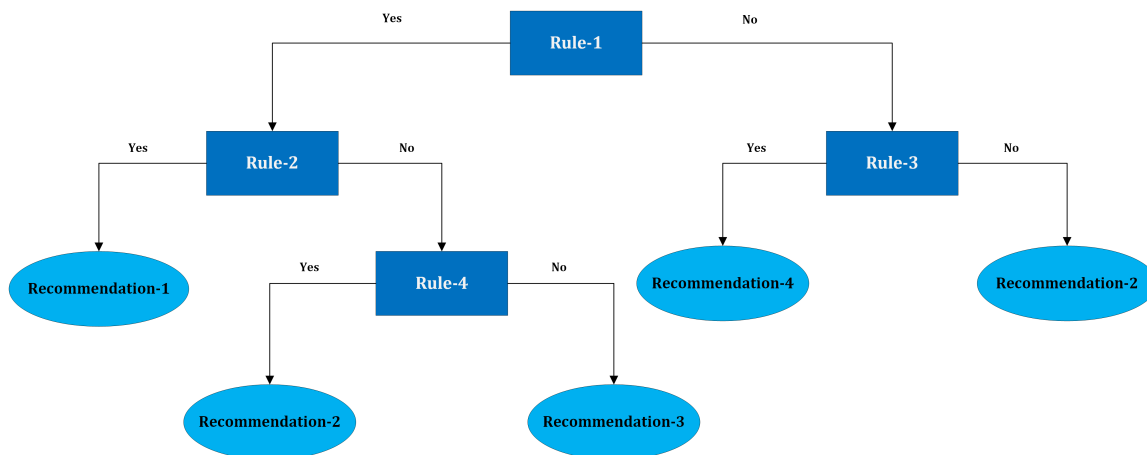 Yes
No
Rule-1
Yes
No
Yes
No
Rule-2
Rule-3
Yes
No
Recommendation-1
Rule-4
Recommendation-4
Recommendation-2
Recommendation-2
Recommendation-3